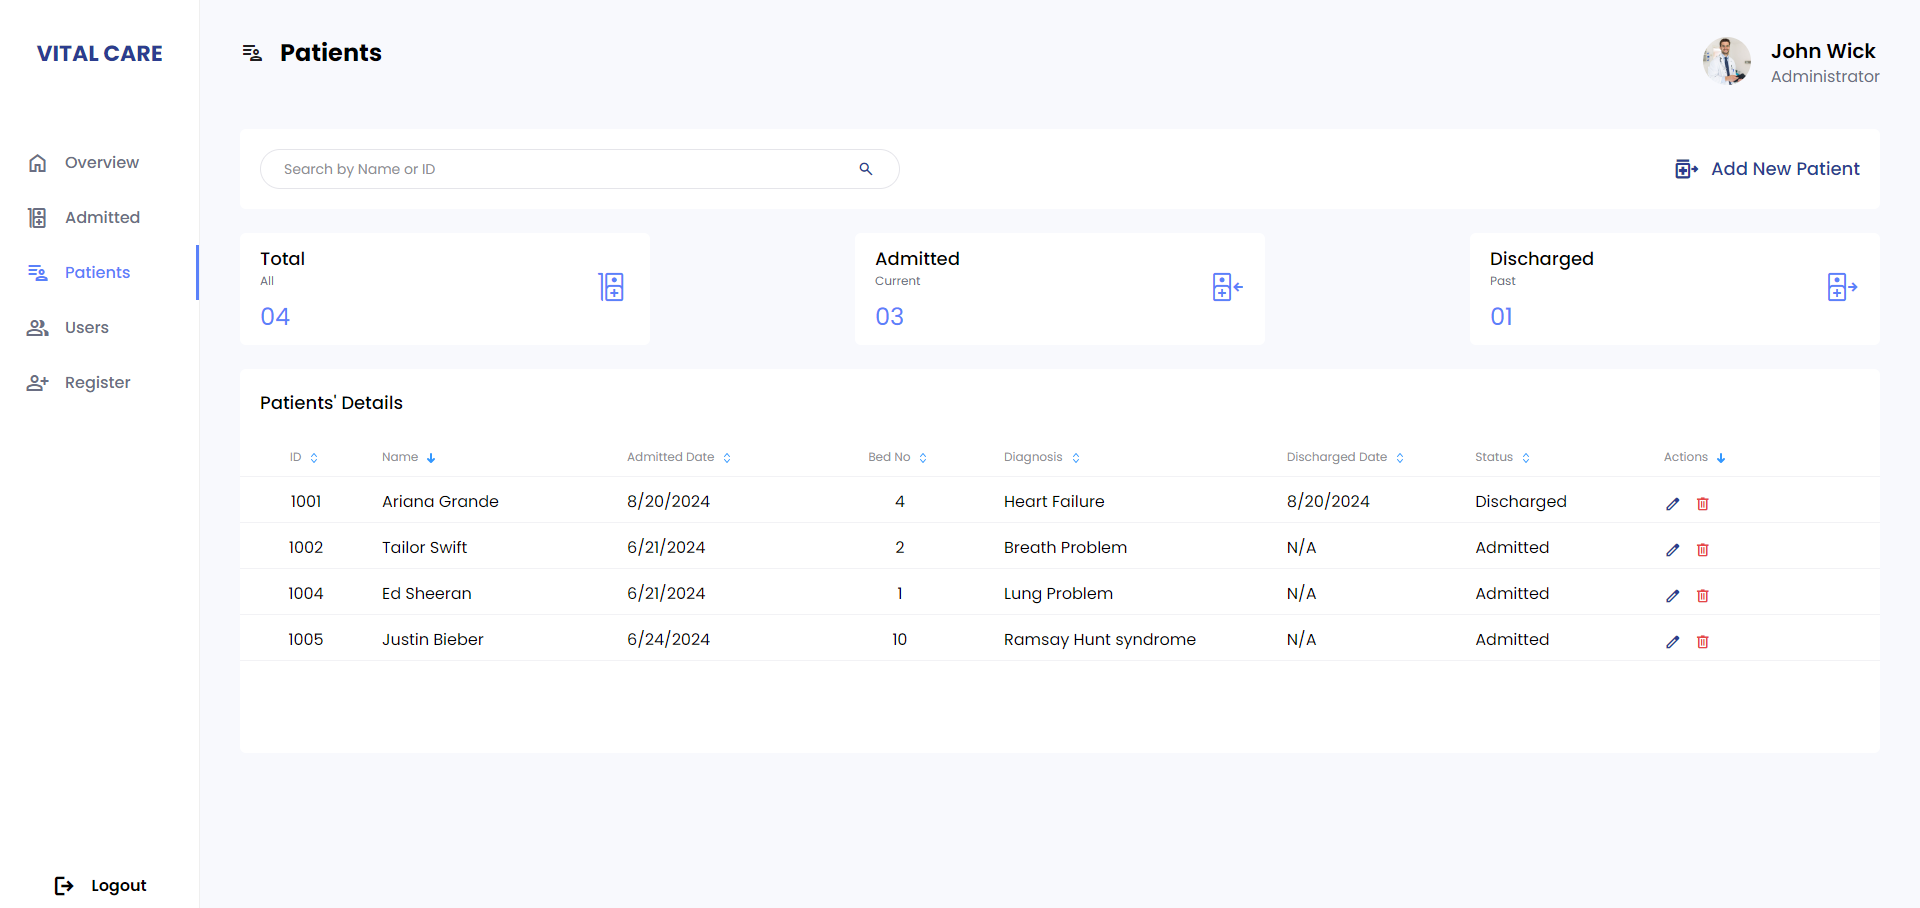 VITAL CARE
Patients
John Wick
Administrator
Overview
Admitted
Patients
Users
Register
Logout
Search by Name or ID
Add New Patient
Total
All
04
Admitted
Current
03
Discharged
Past
01
Patients' Details
ID Name Admitted Date Bed No Diagnosis Discharged Date Status Actions
1001 Ariana Grande 8/20/2024 4 Heart Failure 8/20/2024 Discharged
1002 Tailor Swift 6/21/2024 2 Breath Problem N/A Admitted
1004 Ed Sheeran 6/21/2024 1 Lung Problem N/A Admitted
1005 Justin Bieber 6/24/2024 10 Ramsay Hunt syndrome N/A Admitted